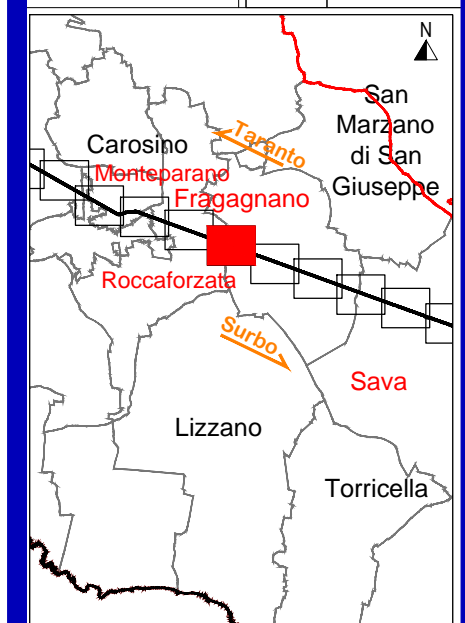 N
San
Marzano
di San
Giuseppe
Taranto
Carosino
Monteparano
Fragagnano
Roccaforzata
Surbo
Sava
Lizzano
Torricella